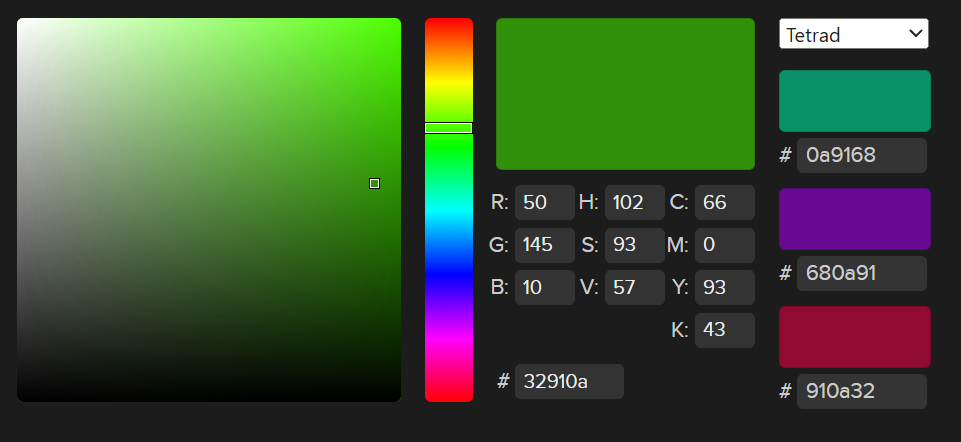 Tetrad
# 0a9168
R: 50 H: 102 C: 66
# 680a91
G: 145 S: 93 M: 0
B: 10 V: 57 Y: 93
K: 43
# 32910a
# 910a32